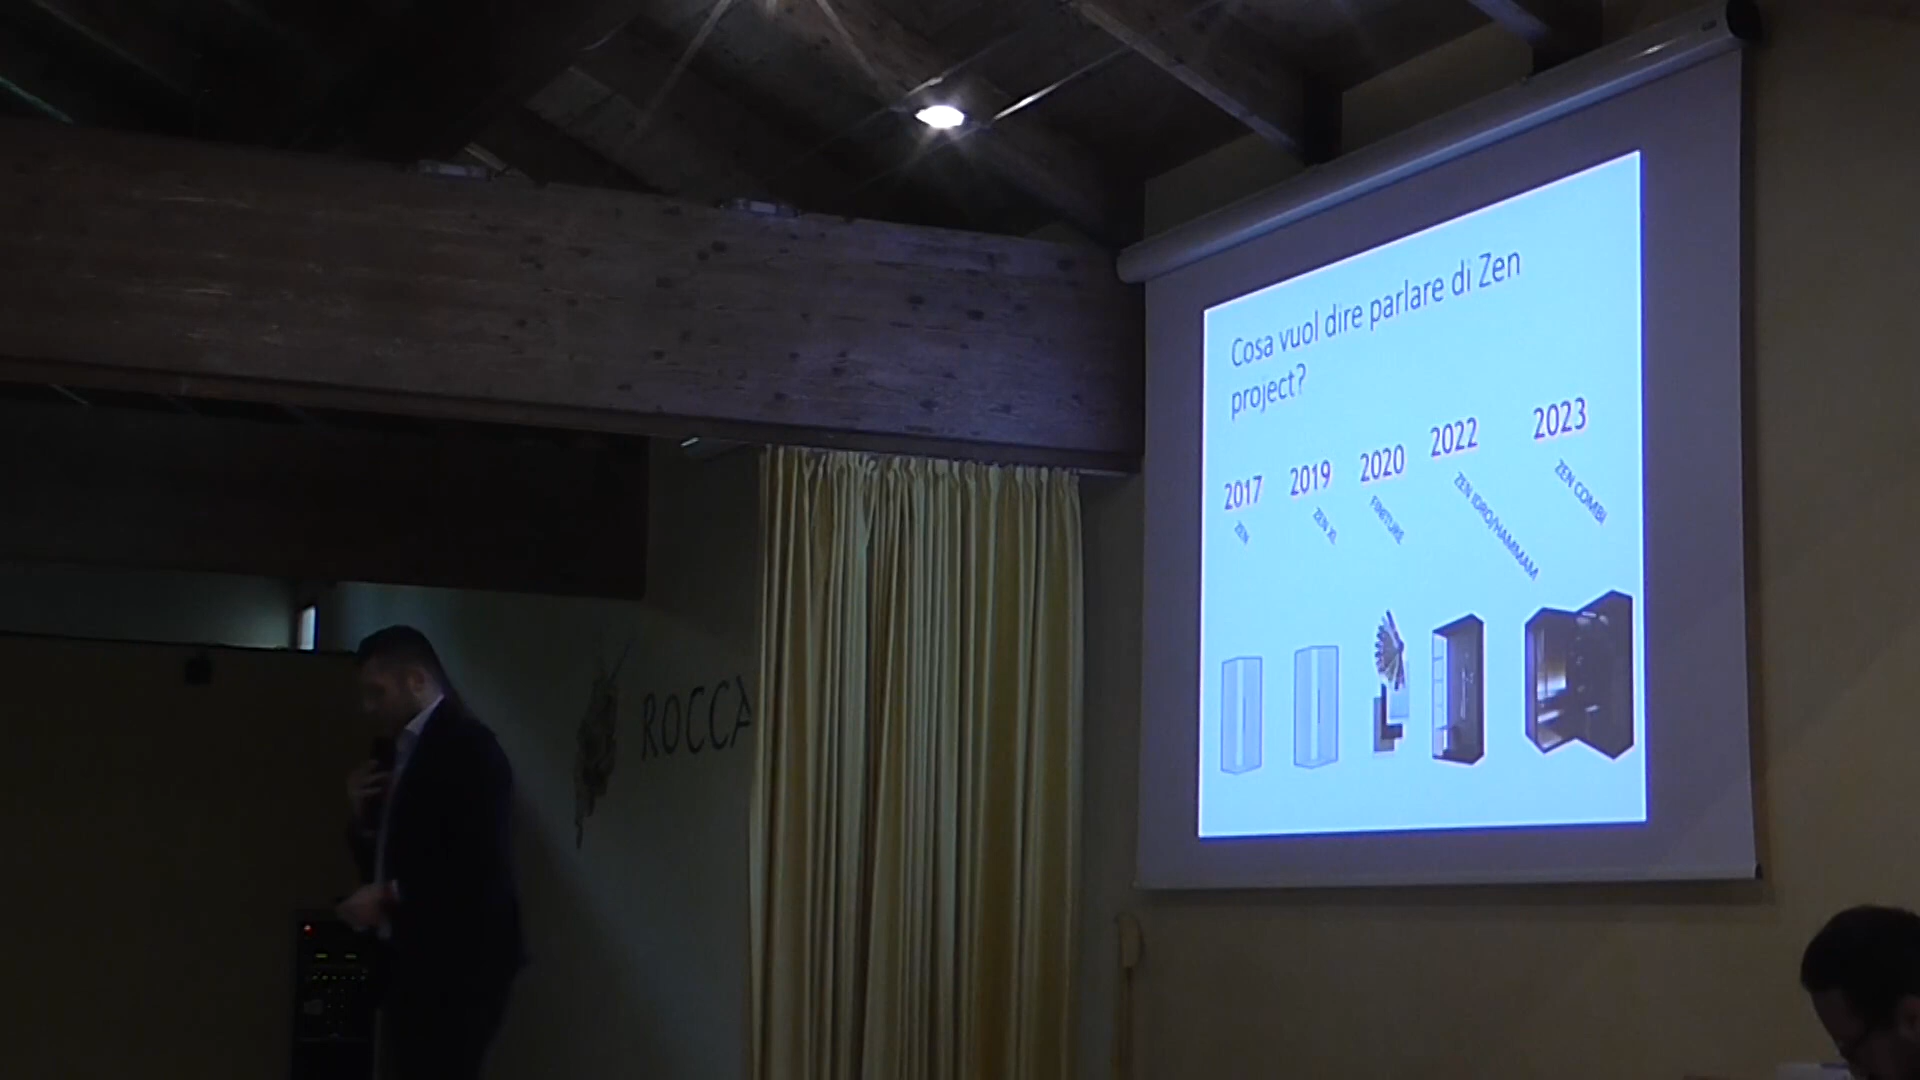 Cosa vuol dire parlare di Zen
project?
2017
2019
2020
2022
2023
ZEN
ZEN XL
FINITURE
ZEN IDRO/HAMMAM
ZEN COMBI
ROCCA